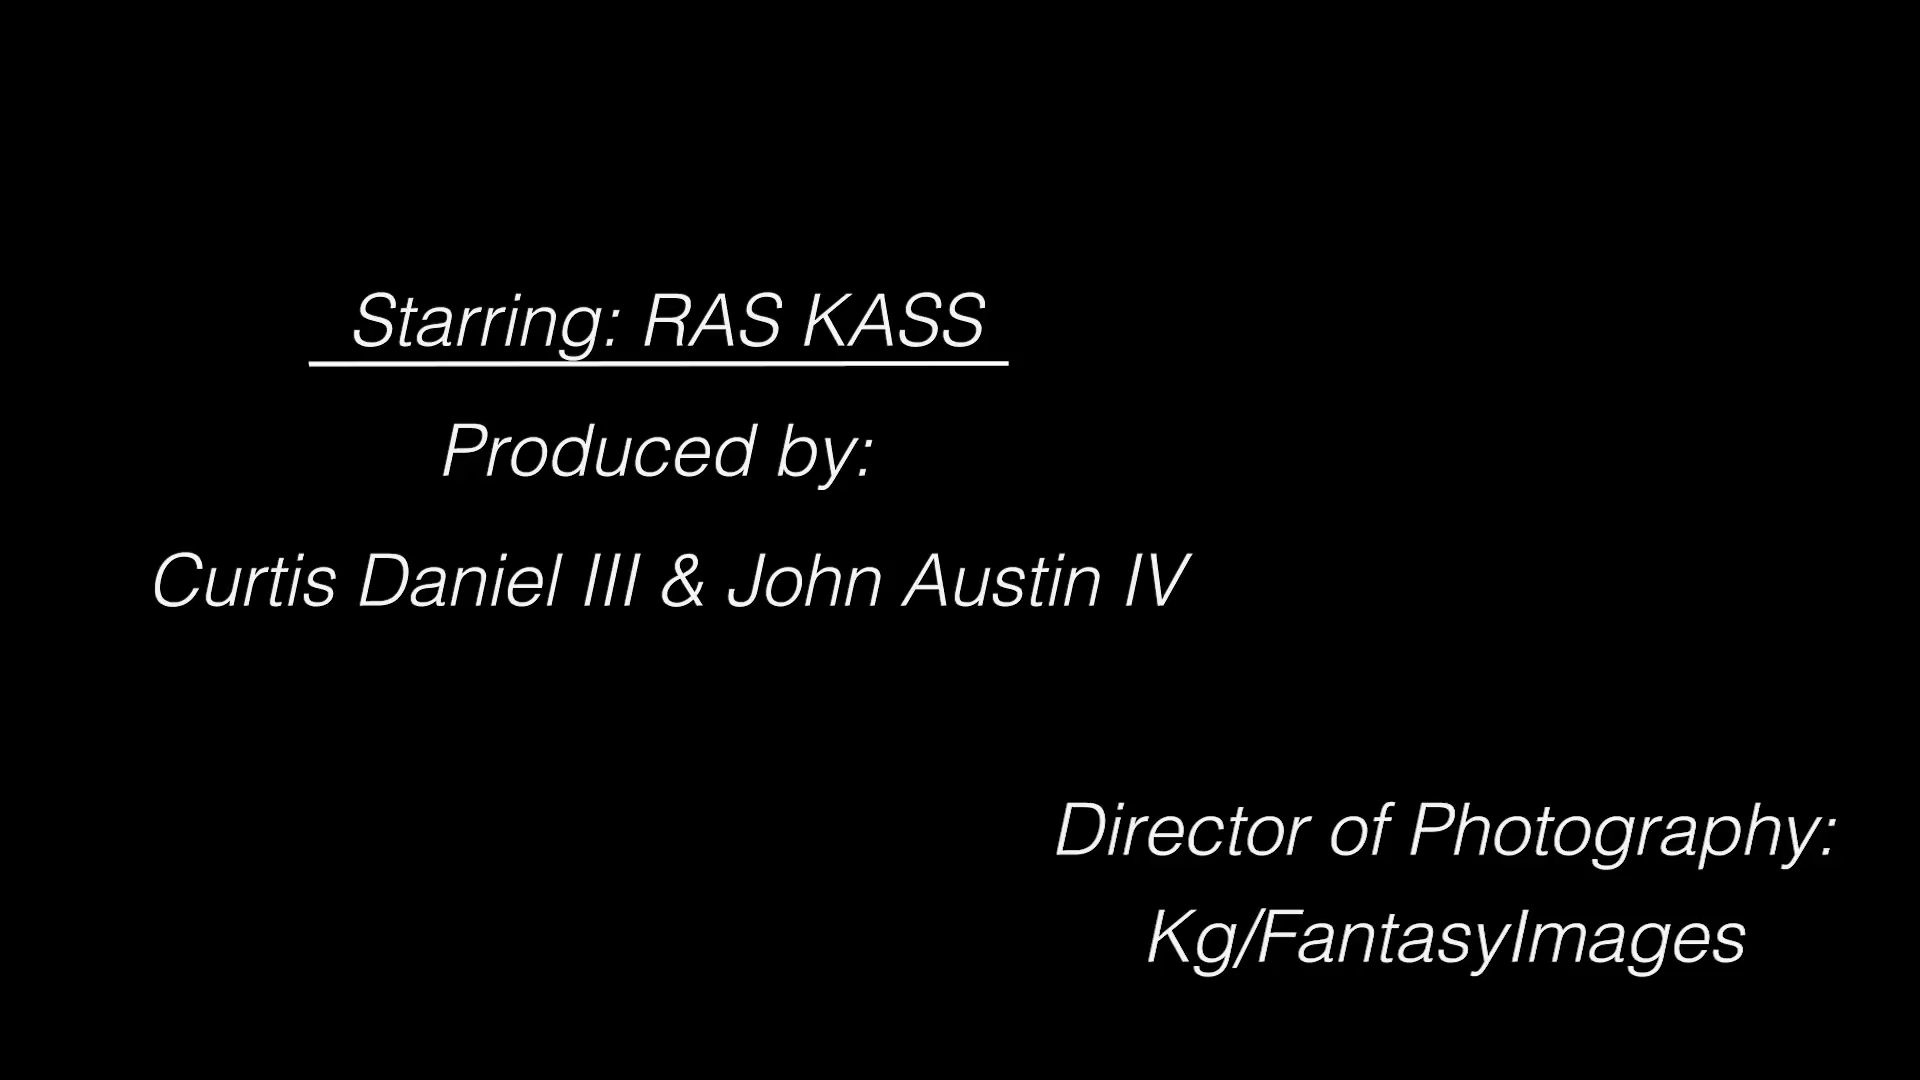 Starring: RAS KASS
Produced by:
Curtis Daniel III & John Austin IV
Director of Photography:
Kg/FantasyImages